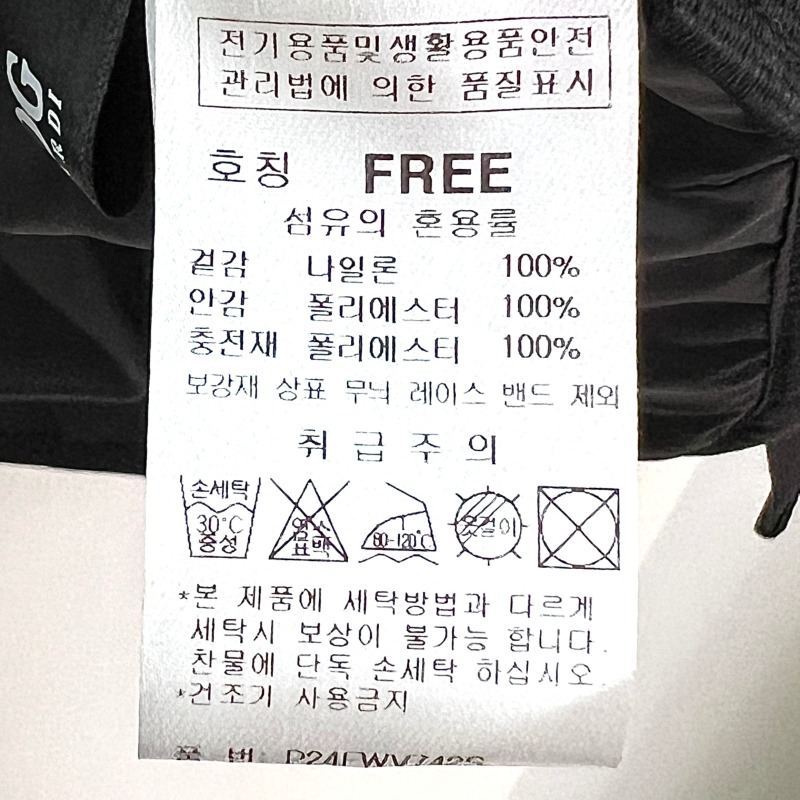 전기용품및생활용품안전
관리법에 의한 품질표시
호칭 FREE
섬유의 혼용률
겉감 나일론 100%
안감 폴리에스터 100%
충전재 폴리에스터 100%
보강재 상표 무늬 레이스 밴드 제외
취급주의
손세탁
30°C
중성
염소
표백
80-120°C
옷걸이
*본 제품에 세탁방법과 다르게
세탁시 보상이 불가능 합니다.
찬물에 단독 손세탁 하십시오.
*건조기 사용금지
품 번: